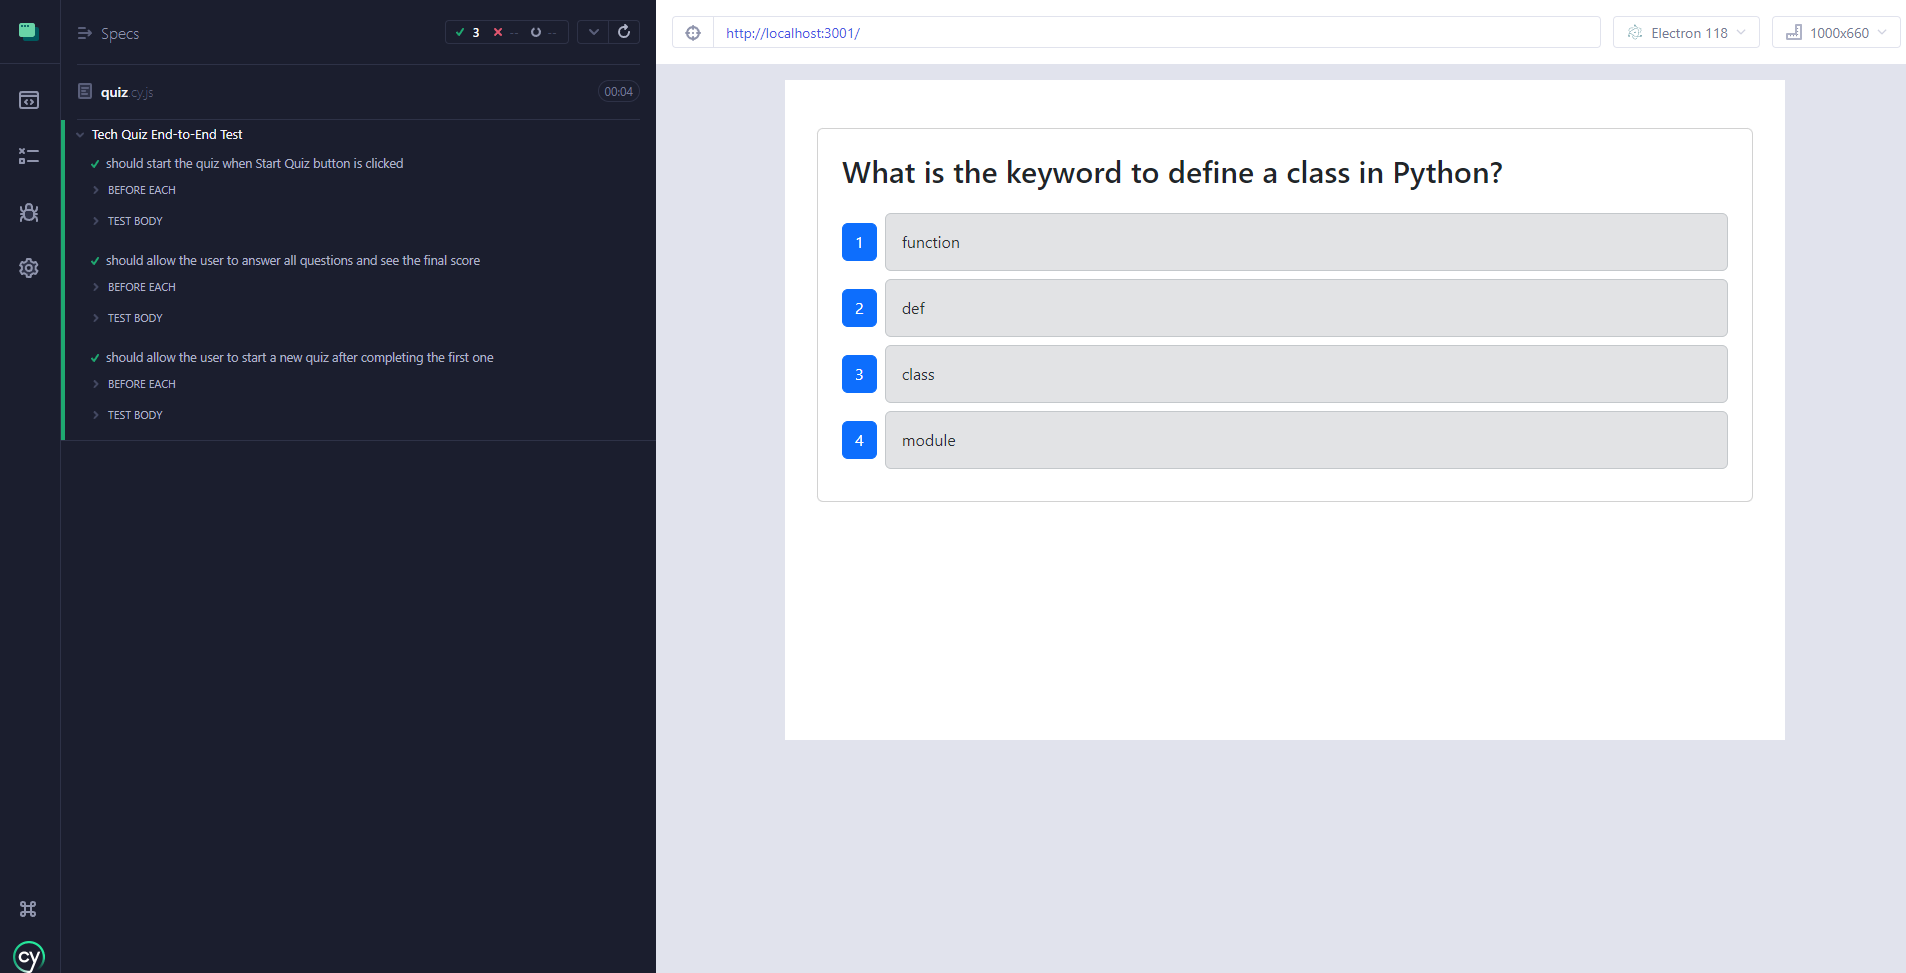 Specs
3 -- --
quiz.cy.js
00:04
Tech Quiz End-to-End Test
should start the quiz when Start Quiz button is clicked
BEFORE EACH
TEST BODY
should allow the user to answer all questions and see the final score
BEFORE EACH
TEST BODY
should allow the user to start a new quiz after completing the first one
BEFORE EACH
TEST BODY
cy
http://localhost:3001/
Electron 118
1000x660
What is the keyword to define a class in Python?
1 function
2 def
3 class
4 module